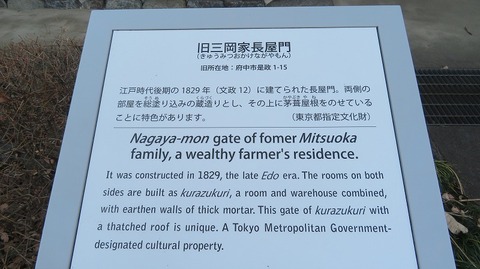 旧三岡家長屋門
(きゅうみつおかけながやもん)
旧所在地：府中市是政 1-15
江戸時代後期の 1829 年（文政 12）に建てられた長屋門。両側の
部屋を総塗り込みの蔵造りとし、その上に茅葺屋根をのせている
ことに特色があります。（東京都指定文化財）
Nagaya-mon gate of fomer Mitsuoka
family, a wealthy farmer's residence.
It was constructed in 1829, the late Edo era. The rooms on both
sides are built as kurazukuri, a room and warehouse combined,
with earthen walls of thick mortar. This gate of kurazukuri with
a thatched roof is unique. A Tokyo Metropolitan Government-
designated cultural property.